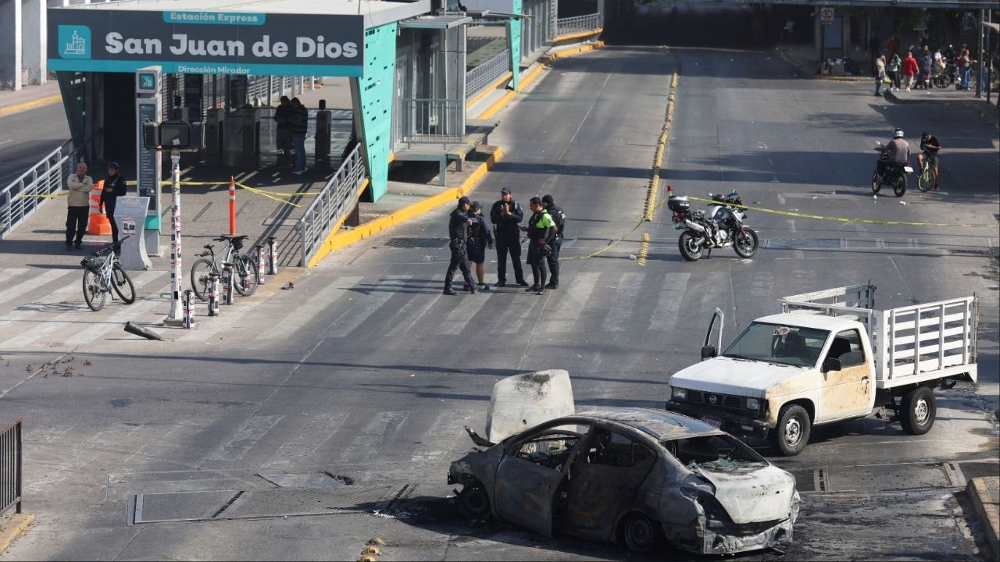 Estación Express
San Juan de Dios
Dirección Mirador